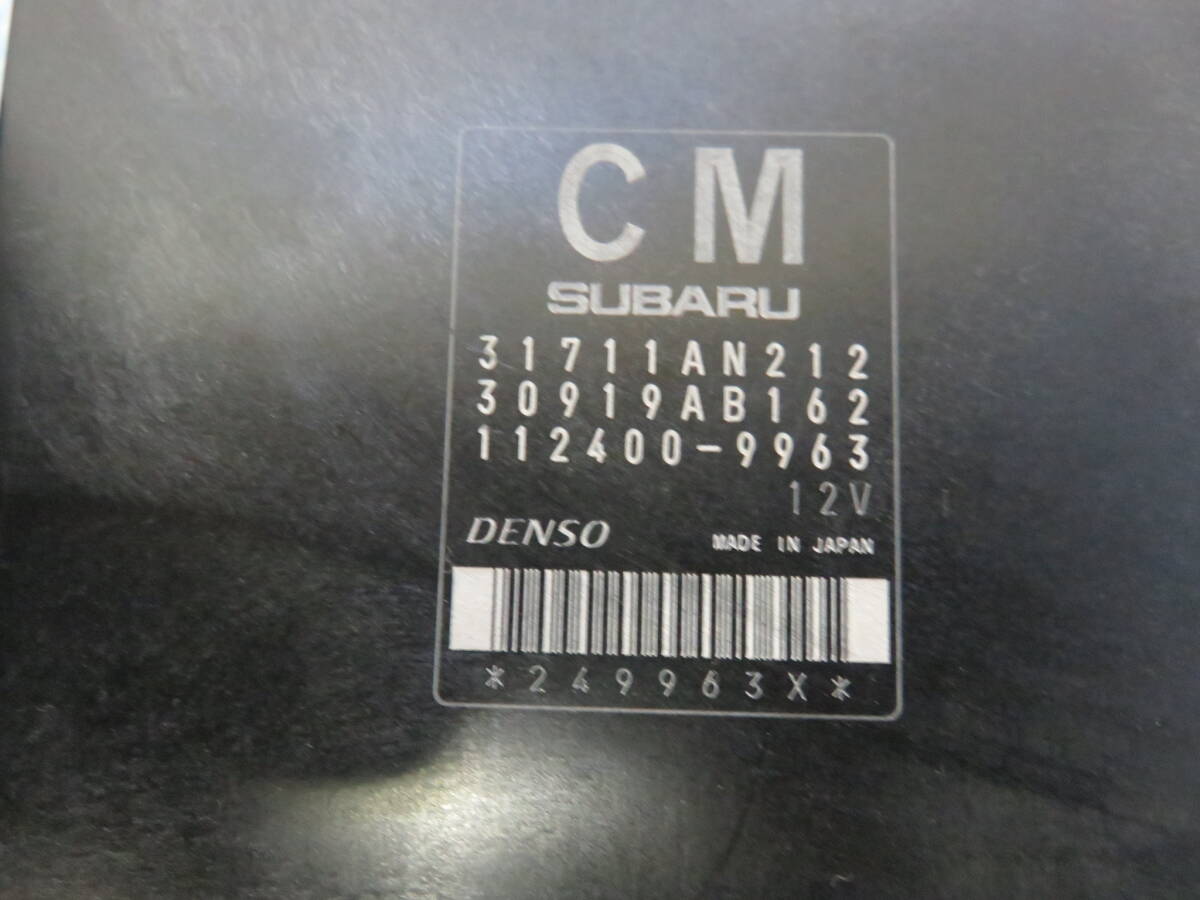 CM
SUBARU
31711AN212
30919AB162
112400-9963
12V
DENSO MADE IN JAPAN
*249963X*